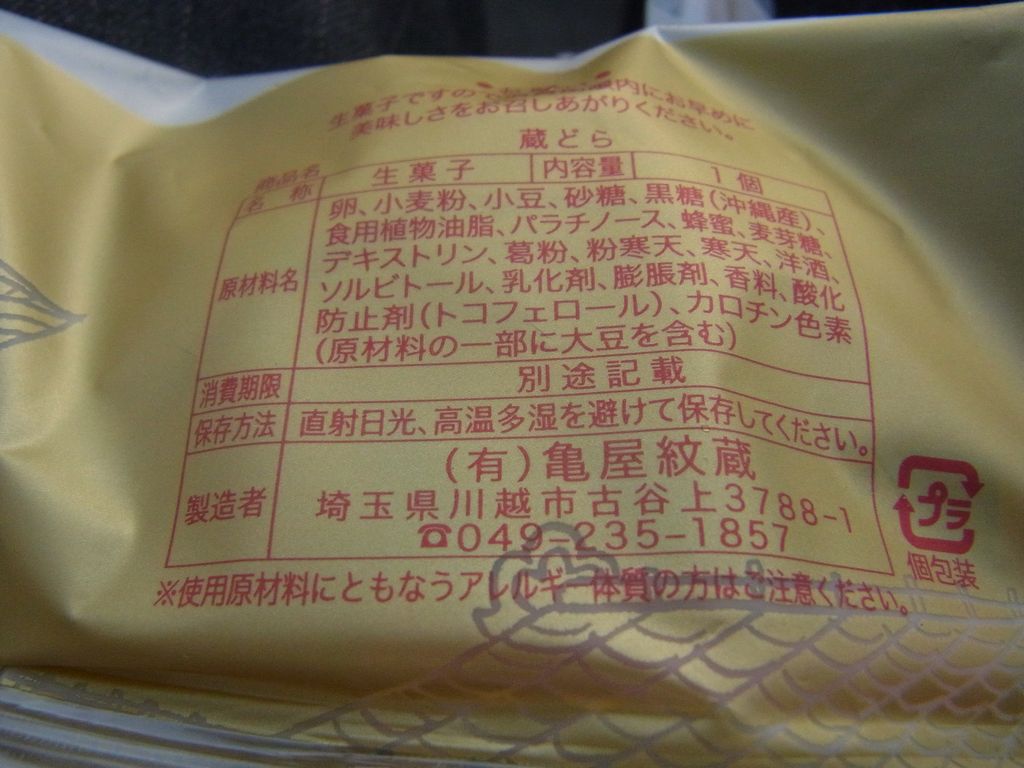 生菓子ですの 限内にお早めに
美味しさをお召しあがりください。
商品名 蔵どら
名称 生菓子 内容量 1個
原材料名 卵、小麦粉、小豆、砂糖、黒糖(沖縄産)、
食用植物油脂、パラチノース、蜂蜜、麦芽糖、
デキストリン、葛粉、粉寒天、寒天、洋酒、
ソルビトール、乳化剤、膨脹剤、香料、酸化
防止剤(トコフェロール)、カロチン色素
(原材料の一部に大豆を含む)
消費期限 別途記載
保存方法 直射日光、高温多湿を避けて保存してください。
製造者 (有)亀屋紋蔵
埼玉県川越市古谷上3788-1
☎049-235-1857
プラ
個包装
※使用原材料にともなうアレルギー体質の方はご注意ください。